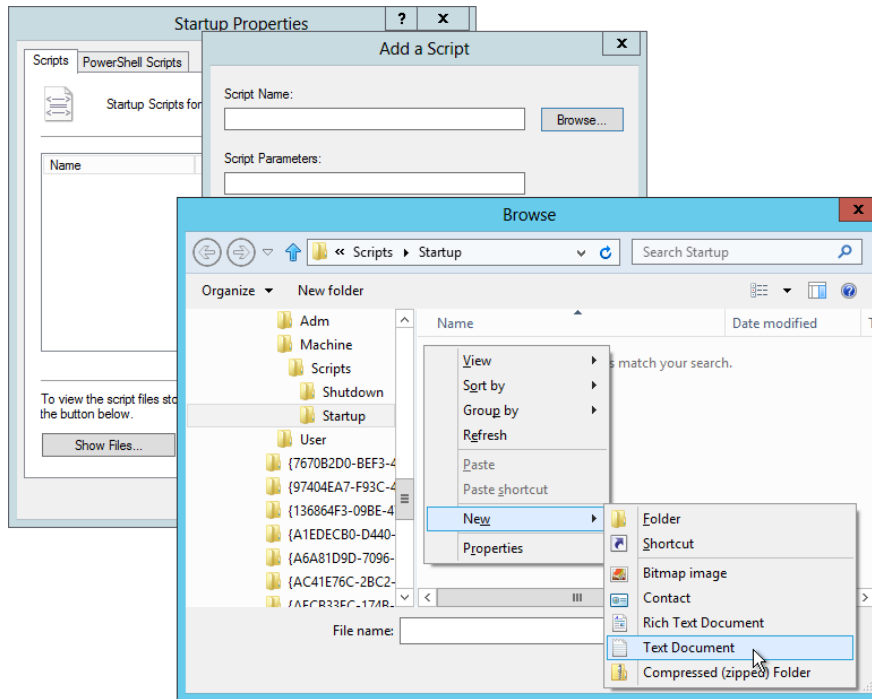 Startup Properties
?
x
Scripts
PowerShell Scripts
Startup Scripts for
Name
To view the script files sto
the button below.
Show Files...
Add a Script
x
Script Name:
Browse...
Script Parameters:
Browse
x
« Scripts Startup
Search Startup
Organize
New folder
?
Name
Date modified
Adm
Machine
Scripts
Shutdown
Startup
User
{7670B2D0-BEF3-4
{97404EA7-F93C-4
{136864F3-09BE-4
{A1EDECB0-D440-
{A6A81D9D-7096-
{AC41E76C-2BC2-
s match your search.
View
Sort by
Group by
Refresh
Paste
Paste shortcut
New
Properties
Folder
Shortcut
Bitmap image
Contact
Rich Text Document
Text Document
Compressed (zipped) Folder
File name: